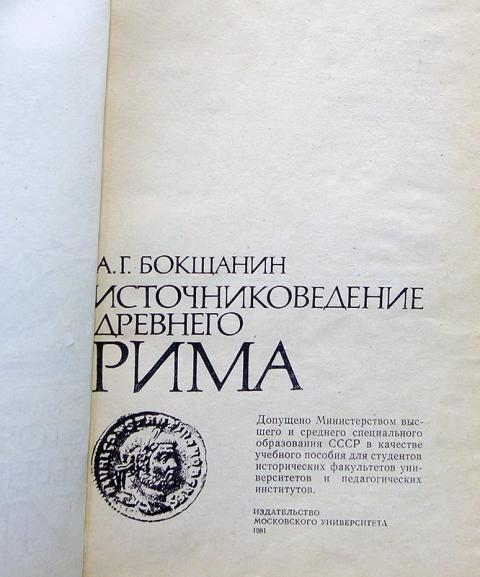 А.Г. БОКЩАНИН
ИСТОЧНИКОВЕДЕНИЕ
ДРЕВНЕГО
РИМА
Допущено Министерством выс-
шего и среднего специального
образования СССР в качестве
учебного пособия для студентов
исторических факультетов уни-
верситетов и педагогических
институтов.
ИЗДАТЕЛЬСТВО
МОСКОВСКОГО УНИВЕРСИТЕТА
1981